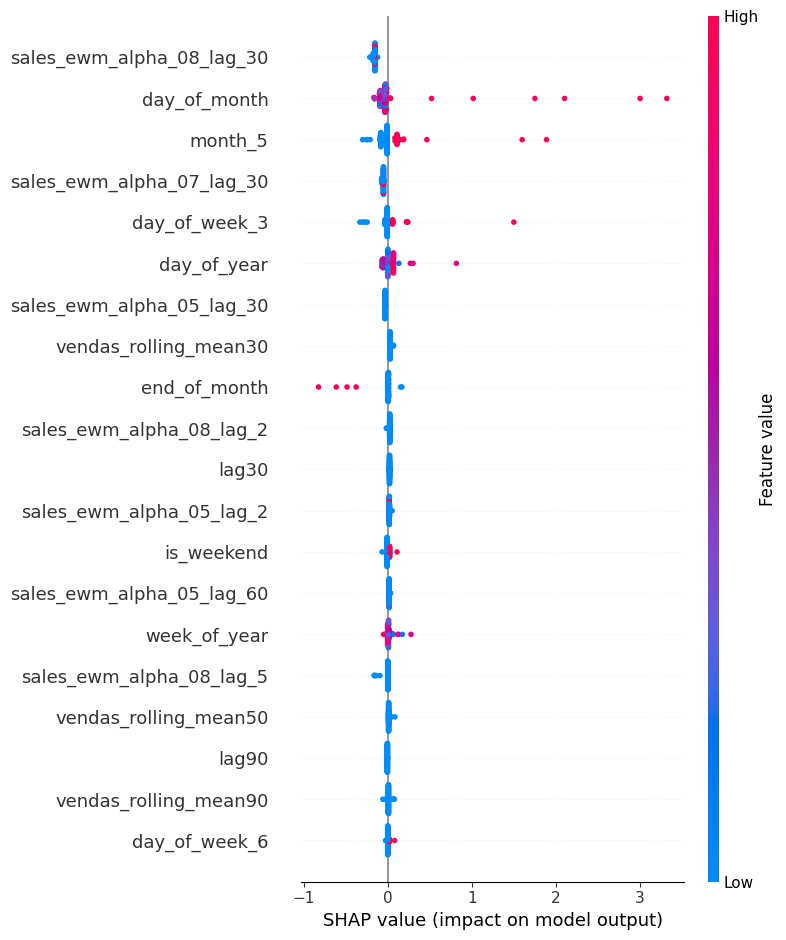 High
sales_ewm_alpha_08_lag_30
day_of_month
month_5
sales_ewm_alpha_07_lag_30
day_of_week_3
day_of_year
sales_ewm_alpha_05_lag_30
vendas_rolling_mean30
end_of_month
sales_ewm_alpha_08_lag_2
lag30
sales_ewm_alpha_05_lag_2
is_weekend
sales_ewm_alpha_05_lag_60
week_of_year
sales_ewm_alpha_08_lag_5
vendas_rolling_mean50
lag90
vendas_rolling_mean90
day_of_week_6
Feature value
Low
−1 0 1 2 3
SHAP value (impact on model output)